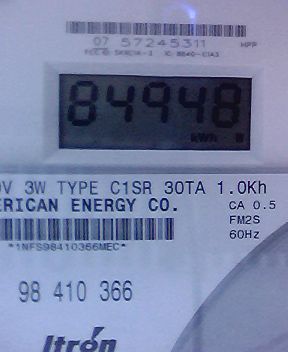 07 57245311
84948
kWh
V 3W TYPE C1SR 30TA 1.0Kh
ERICAN ENERGY CO.
CA 0.5
FM2S
60Hz
*1NFS98410366MEC*
98 410 366
Itron